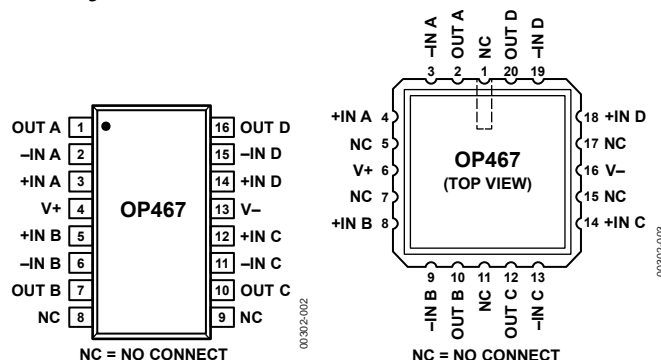 OUT A 1
–IN A 2
+IN A 3
V+ 4
+IN B 5
–IN B 6
OUT B 7
NC 8
OP467
16 OUT D
15 –IN D
14 +IN D
13 V–
12 +IN C
11 –IN C
10 OUT C
9 NC
NC = NO CONNECT
00302-002
–IN A
OUT A
NC
OUT D
–IN D
3 2 1 20 19
+IN A 4
NC 5
V+ 6
NC 7
+IN B 8
OP467
(TOP VIEW)
18 +IN D
17 NC
16 V–
15 NC
14 +IN C
9 10 11 12 13
–IN B
OUT B
NC
OUT C
–IN C
NC = NO CONNECT
00302-003